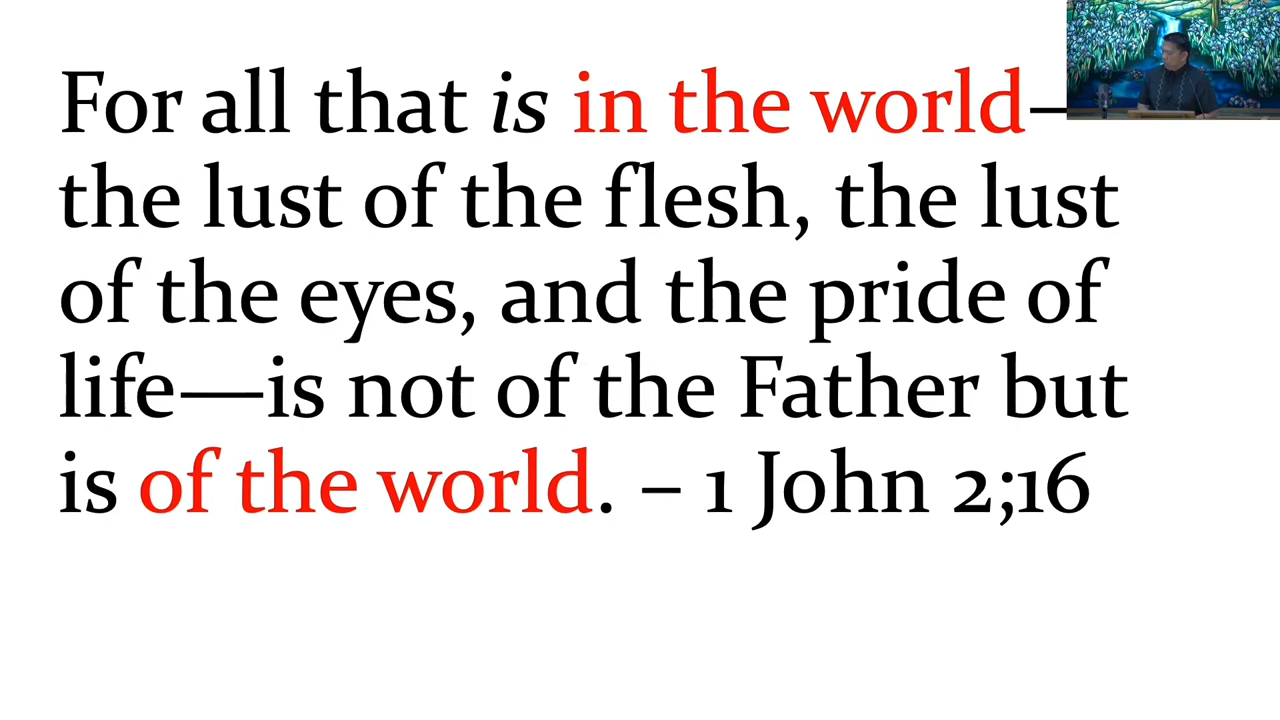 For all that is in the world—
the lust of the flesh, the lust
of the eyes, and the pride of
life—is not of the Father but
is of the world. – 1 John 2;16